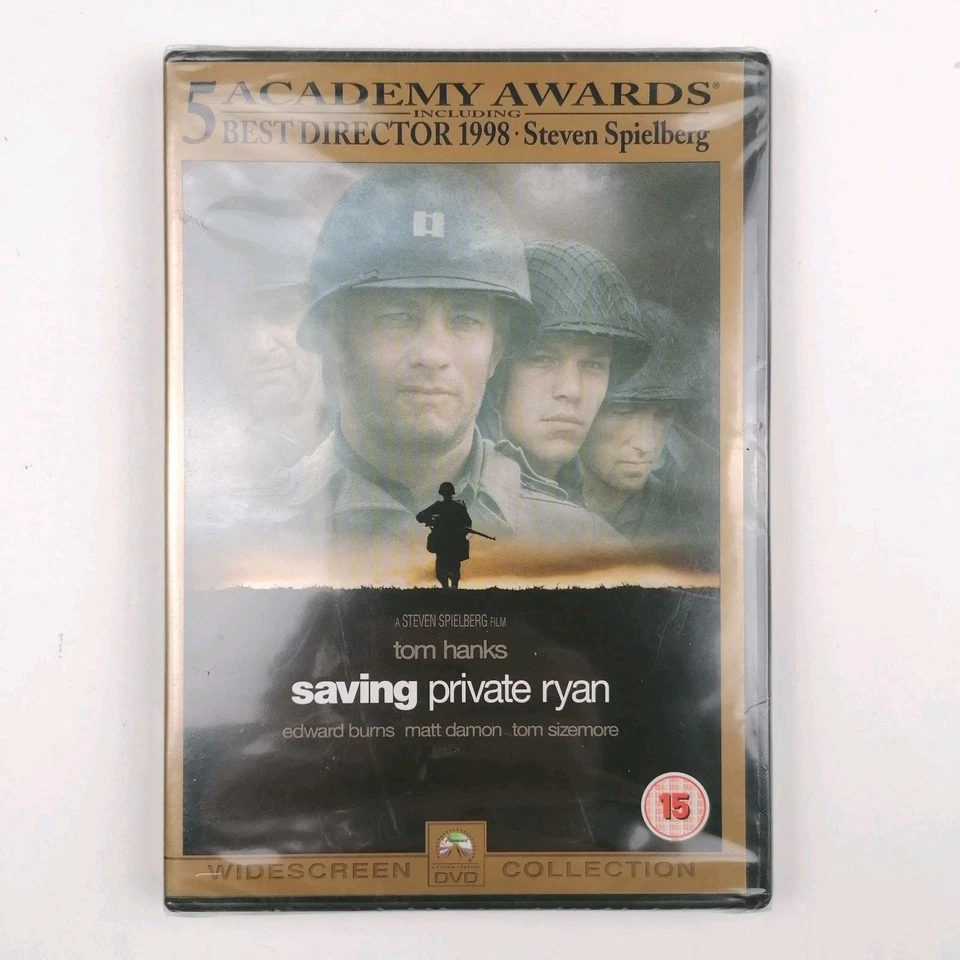 5 ACADEMY AWARDS®
INCLUDING
BEST DIRECTOR 1998 · Steven Spielberg
A STEVEN SPIELBERG FILM
tom hanks
saving private ryan
edward burns matt damon tom sizemore
15
Paramount
WIDESCREEN DVD COLLECTION